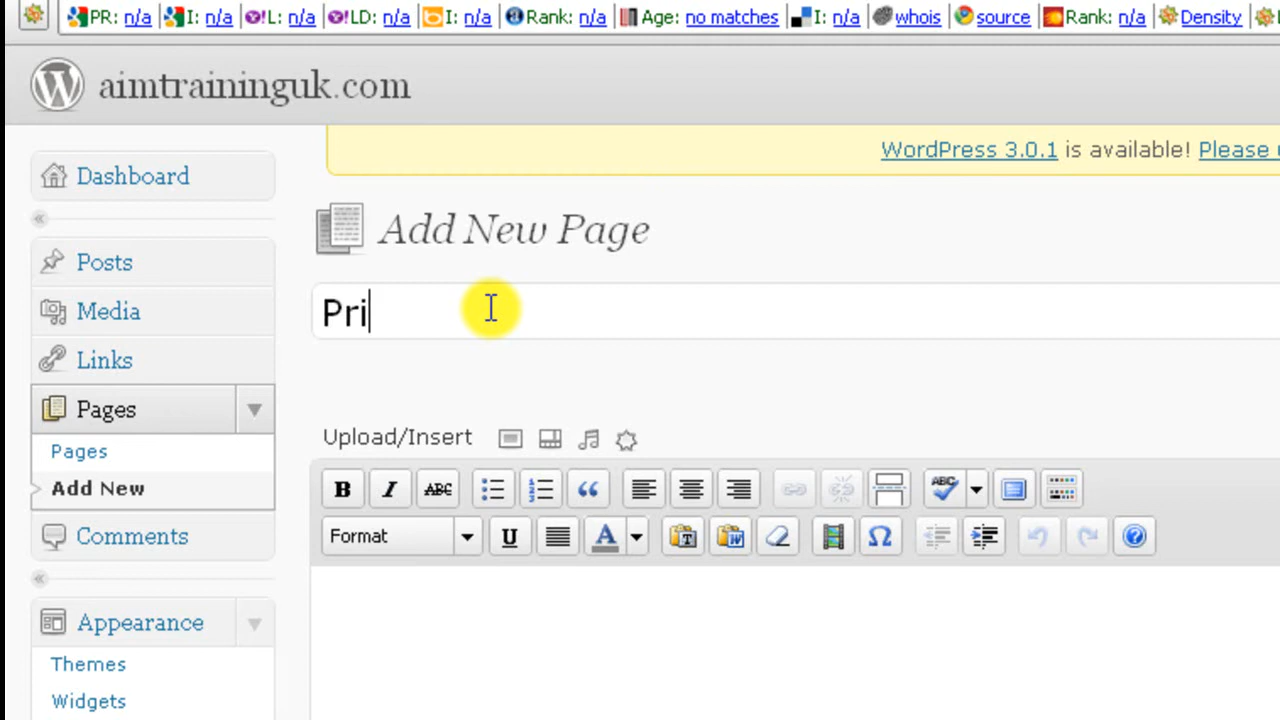 PR: n/a I: n/a L: n/a LD: n/a I: n/a Rank: n/a Age: no matches I: n/a whois source Rank: n/a Density
aimtraininguk.com
WordPress 3.0.1 is available! Please
Dashboard
Add New Page
Posts
Pri
Media
Links
Pages
Upload/Insert
Pages
Add New
B I ABC ABC
Format U A T W Ω ?
Comments
Appearance
Themes
Widgets